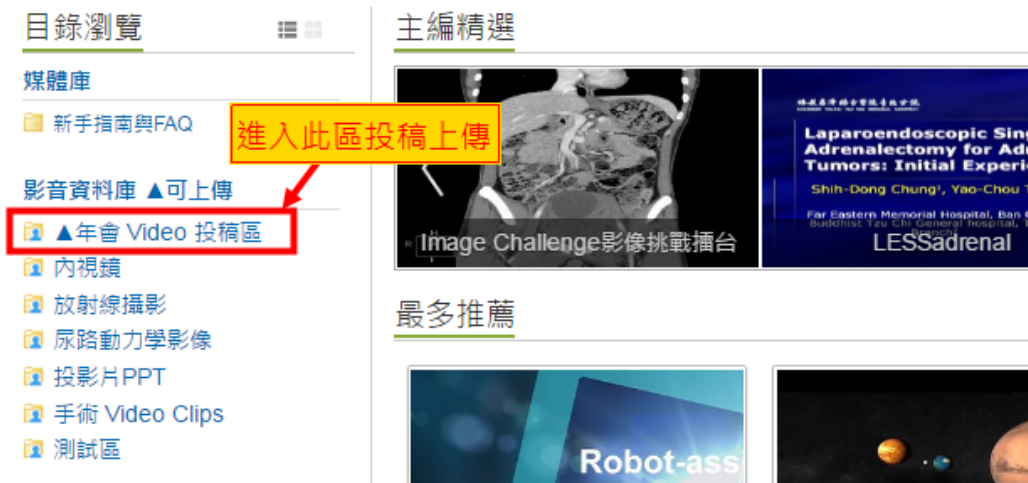 目錄瀏覽
媒體庫
新手指南與FAQ
進入此區投稿上傳
影音資料庫 ▲可上傳
▲年會 Video 投稿區
內視鏡
放射線攝影
尿路動力學影像
投影片PPT
手術 Video Clips
測試區
主編精選
Image Challenge影像挑戰擂台
Laparoendoscopic Sin
Adrenalectomy for Adr
Tumors: Initial Experie
Shih-Dong Chung¹, Yao-Chou
Far Eastern Memorial Hospital, Ban
Buddhist Tzu Chi General hospital,
LESSadrenal
最多推薦
Robot-ass